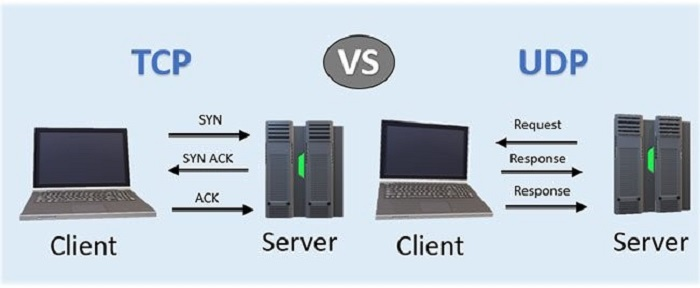 TCP VS UDP
SYN
SYN ACK
ACK
Client
Server
Request
Response
Response
Client
Server